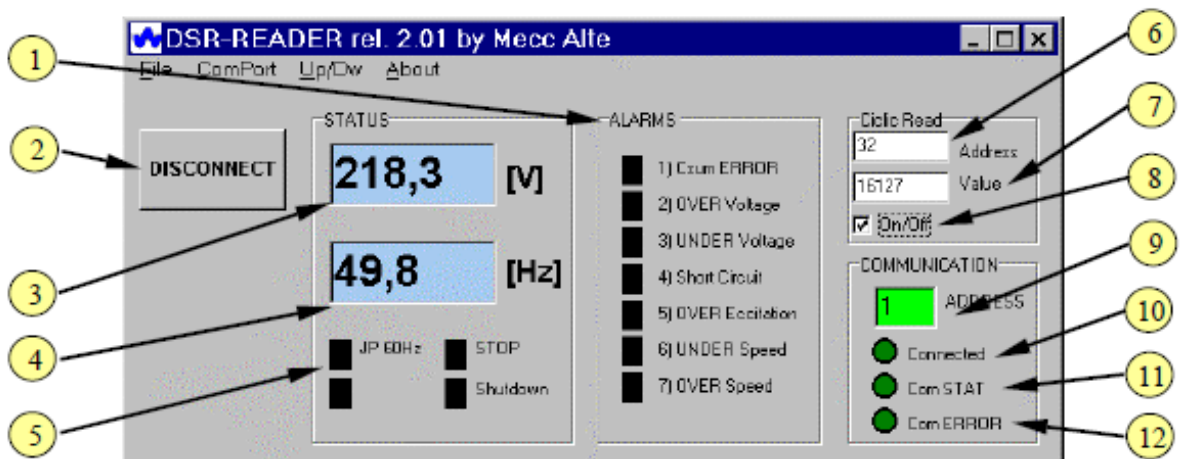 DSR-READER rel. 2.01 by Mecc Alte
File ComPort Up/Dw About
1
2
3
4
5
DISCONNECT
STATUS
218,3 [V]
49,8 [Hz]
JP 60Hz STOP
Shutdown
ALARMS
1) Cxum ERROR
2) OVER Voltage
3) UNDER Voltage
4) Short Circuit
5) OVER Eccitation
6) UNDER Speed
7) OVER Speed
Ciclic Read
32 Address
16127 Value
On/Off
COMMUNICATION
1 ADDRESS
Connected
Com STAT
Com ERROR
6
7
8
9
10
11
12